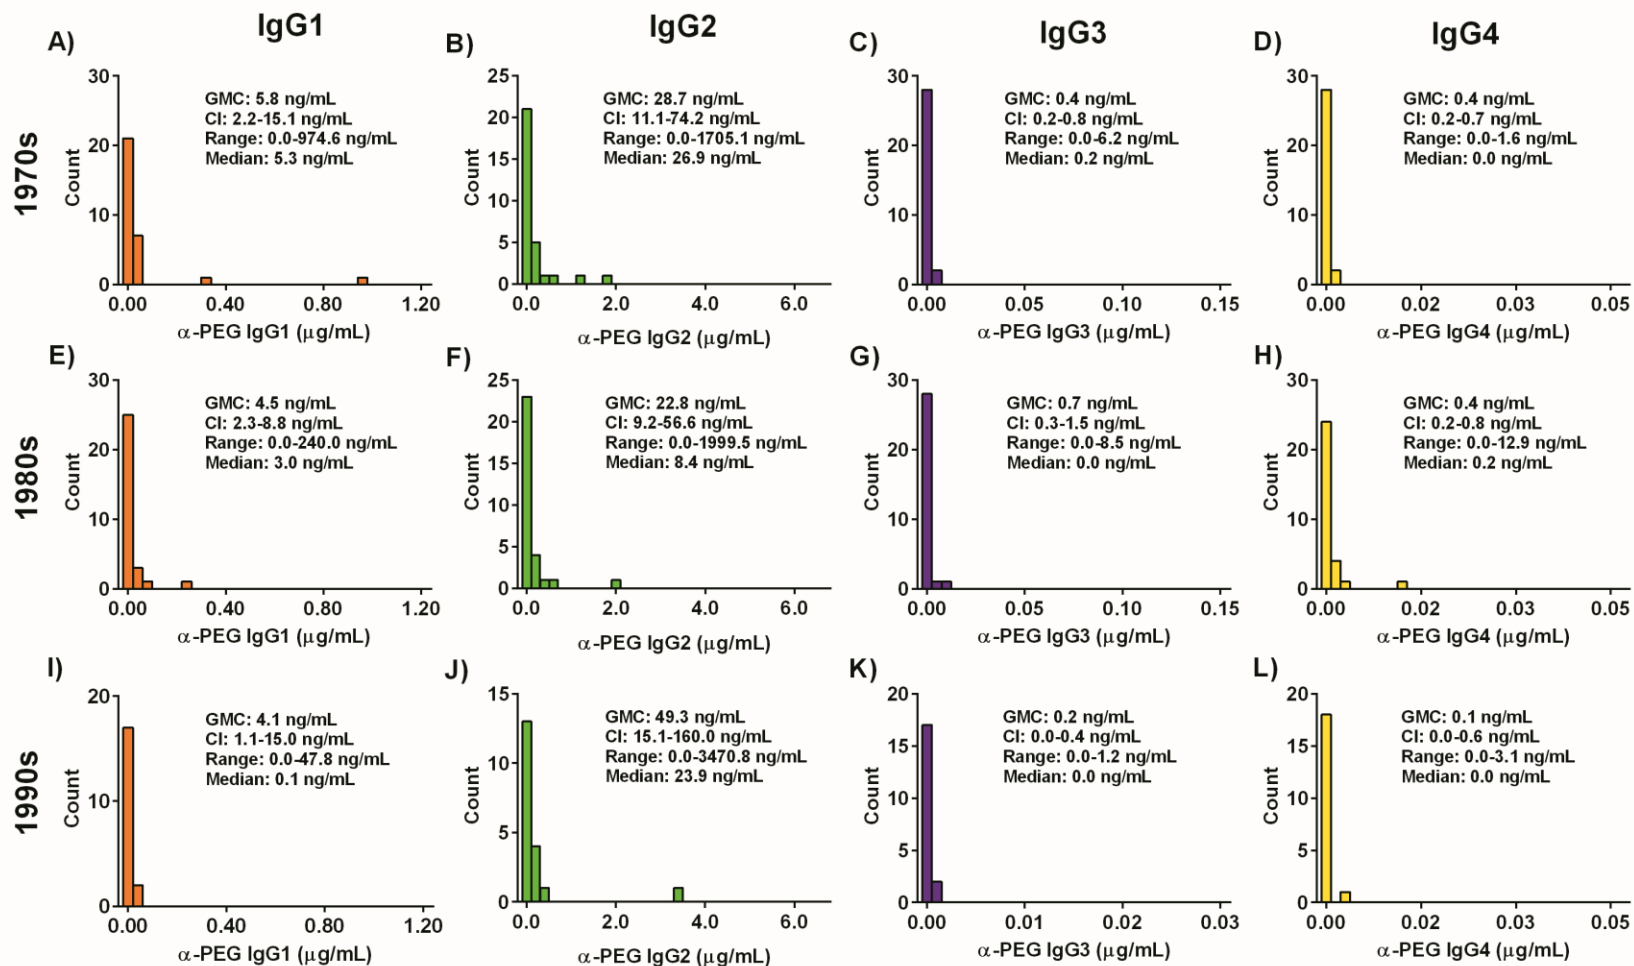 IgG1
IgG2
IgG3
IgG4
1970s
A)
30
20
10
0
Count
GMC: 5.8 ng/mL
CI: 2.2-15.1 ng/mL
Range: 0.0-974.6 ng/mL
Median: 5.3 ng/mL
0.00 0.40 0.80 1.20
α-PEG IgG1 (μg/mL)
B)
25
20
15
10
5
0
Count
GMC: 28.7 ng/mL
CI: 11.1-74.2 ng/mL
Range: 0.0-1705.1 ng/mL
Median: 26.9 ng/mL
0.0 2.0 4.0 6.0
α-PEG IgG2 (μg/mL)
C)
30
20
10
0
Count
GMC: 0.4 ng/mL
CI: 0.2-0.8 ng/mL
Range: 0.0-6.2 ng/mL
Median: 0.2 ng/mL
0.00 0.05 0.10 0.15
α-PEG IgG3 (μg/mL)
D)
30
20
10
0
Count
GMC: 0.4 ng/mL
CI: 0.2-0.7 ng/mL
Range: 0.0-1.6 ng/mL
Median: 0.0 ng/mL
0.00 0.02 0.03 0.05
α-PEG IgG4 (μg/mL)
1980s
E)
30
20
10
0
Count
GMC: 4.5 ng/mL
CI: 2.3-8.8 ng/mL
Range: 0.0-240.0 ng/mL
Median: 3.0 ng/mL
0.00 0.40 0.80 1.20
α-PEG IgG1 (μg/mL)
F)
25
20
15
10
5
0
Count
GMC: 22.8 ng/mL
CI: 9.2-56.6 ng/mL
Range: 0.0-1999.5 ng/mL
Median: 8.4 ng/mL
0.0 2.0 4.0 6.0
α-PEG IgG2 (μg/mL)
G)
30
20
10
0
Count
GMC: 0.7 ng/mL
CI: 0.3-1.5 ng/mL
Range: 0.0-8.5 ng/mL
Median: 0.0 ng/mL
0.00 0.05 0.10 0.15
α-PEG IgG3 (μg/mL)
H)
30
20
10
0
Count
GMC: 0.4 ng/mL
CI: 0.2-0.8 ng/mL
Range: 0.0-12.9 ng/mL
Median: 0.2 ng/mL
0.00 0.02 0.03 0.05
α-PEG IgG4 (μg/mL)
1990s
I)
20
10
0
Count
GMC: 4.1 ng/mL
CI: 1.1-15.0 ng/mL
Range: 0.0-47.8 ng/mL
Median: 0.1 ng/mL
0.00 0.40 0.80 1.20
α-PEG IgG1 (μg/mL)
J)
15
10
5
0
Count
GMC: 49.3 ng/mL
CI: 15.1-160.0 ng/mL
Range: 0.0-3470.8 ng/mL
Median: 23.9 ng/mL
0.0 2.0 4.0 6.0
α-PEG IgG2 (μg/mL)
K)
20
15
10
5
0
Count
GMC: 0.2 ng/mL
CI: 0.0-0.4 ng/mL
Range: 0.0-1.2 ng/mL
Median: 0.0 ng/mL
0.00 0.01 0.02 0.03
α-PEG IgG3 (μg/mL)
L)
20
15
10
5
0
Count
GMC: 0.1 ng/mL
CI: 0.0-0.6 ng/mL
Range: 0.0-3.1 ng/mL
Median: 0.0 ng/mL
0.00 0.02 0.03 0.05
α-PEG IgG4 (μg/mL)